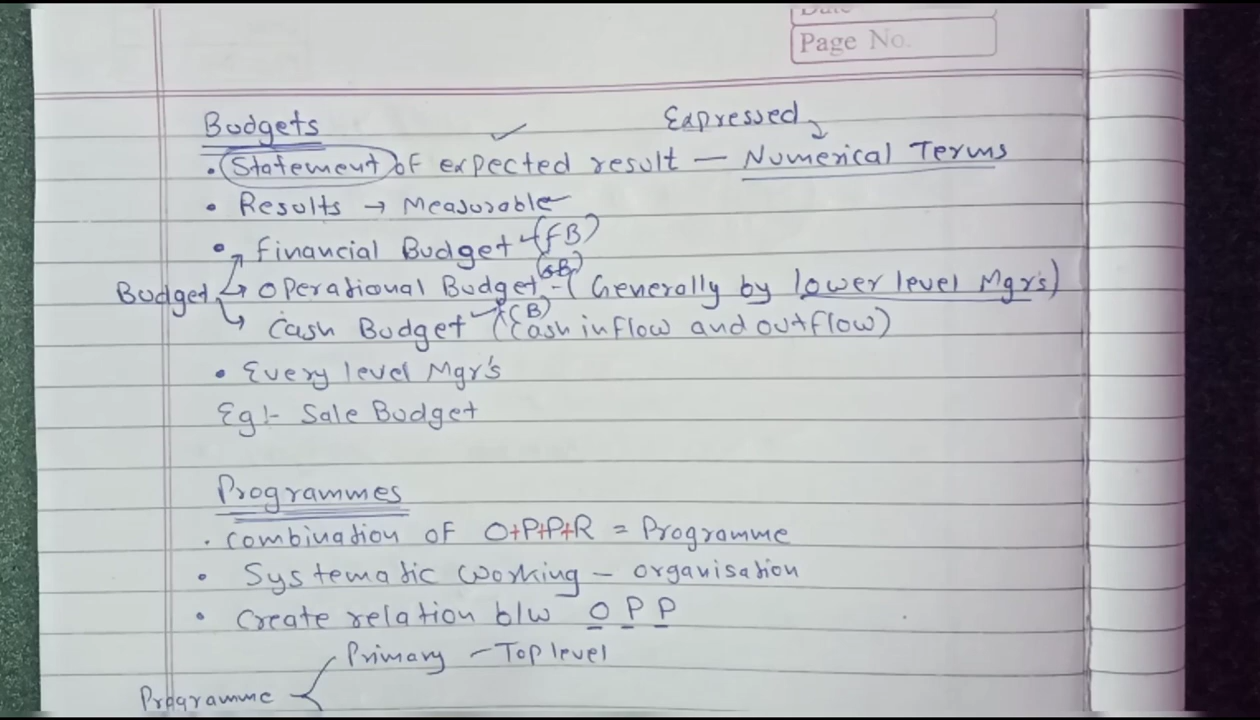 Page No.
Budgets
Expressed
• Statement of expected result — Numerical Terms
• Results → Measurable
• Financial Budget (FB)
Budget → Operational Budget (OB) - (Generally by lower level Mgr's)
→ Cash Budget (CB) (Cash inflow and outflow)
• Every level Mgr's
Eg:- Sale Budget
Programmes
• Combination of O+P+P+R = Programme
• Systematic working – organisation
• Create relation b/w O P P
Primary – Top level
Programme